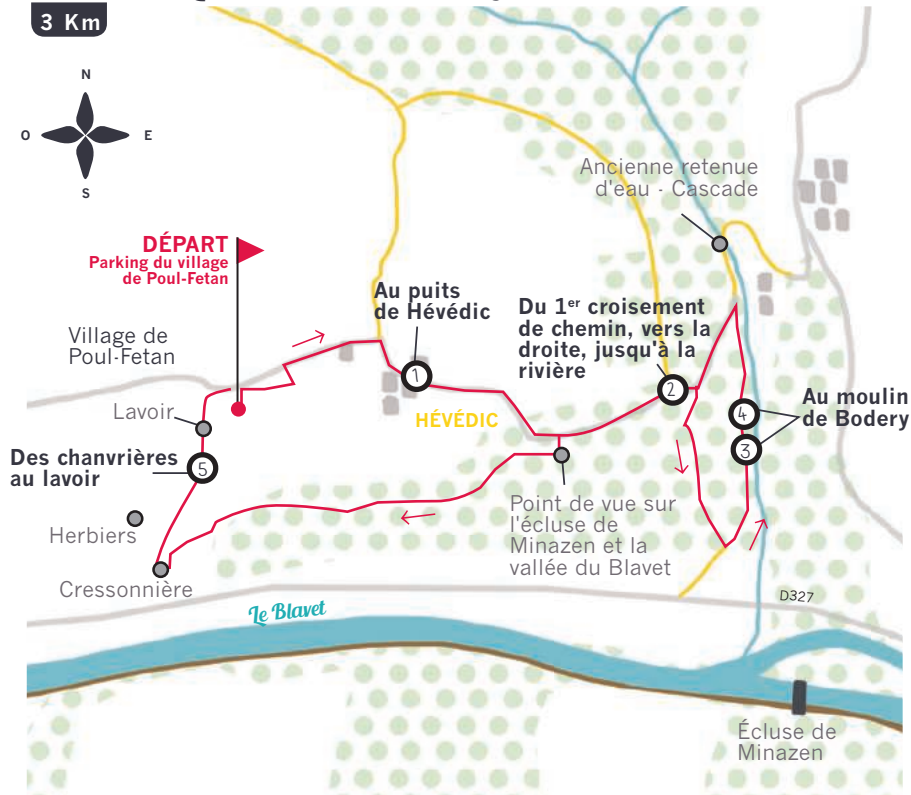 3 Km
N
O
E
S
Ancienne retenue
d'eau - Cascade
DÉPART
Parking du village
de Poul-Fetan
Au puits
de Hévédic
Du 1er croisement
de chemin, vers la
droite, jusqu'à la
rivière
Village de
Poul-Fetan
1
2
Lavoir
HÉVÉDIC
4
Au moulin
de Bodery
3
Des chanvrières
au lavoir
5
Point de vue sur
l'écluse de
Minazen et la
vallée du Blavet
Herbiers
Cressonnière
D327
Le Blavet
Écluse de
Minazen